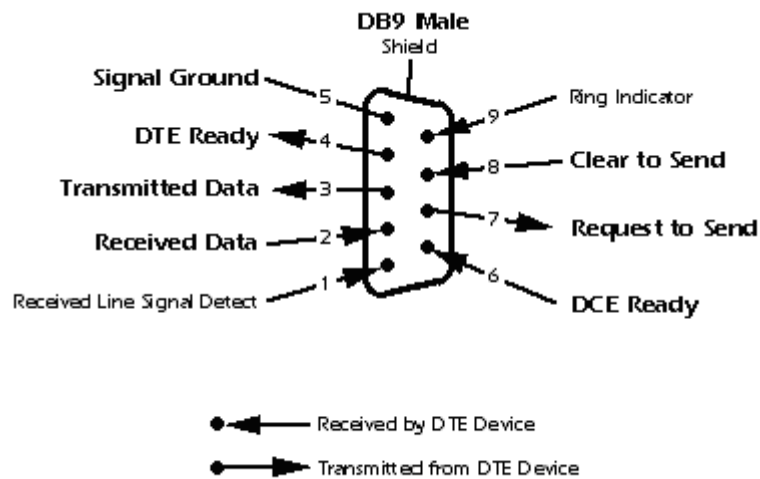 DB9 Male
Shield
Signal Ground
5
9
Ring Indicator
DTE Ready
4
8
Clear to Send
Transmitted Data
3
7
Request to Send
Received Data
2
6
DCE Ready
Received Line Signal Detect
1
Received by DTE Device
Transmitted from DTE Device